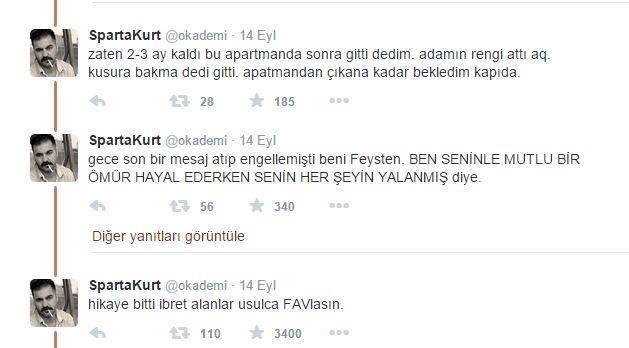 SpartaKurt @okademi · 14 Eyl
zaten 2-3 ay kaldı bu apartmanda sonra gitti dedim. adamın rengi attı aq.
kusura bakma dedi gitti. apatmandan çıkana kadar bekledim kapıda.
28 185
SpartaKurt @okademi · 14 Eyl
gece son bir mesaj atıp engellemişti beni Feysten. BEN SENİNLE MUTLU BİR
ÖMÜR HAYAL EDERKEN SENİN HER ŞEYİN YALANMIŞ diye.
56 340
Diğer yanıtları görüntüle
SpartaKurt @okademi · 14 Eyl
hikaye bitti ibret alanlar usulca FAVlasın.
110 3400